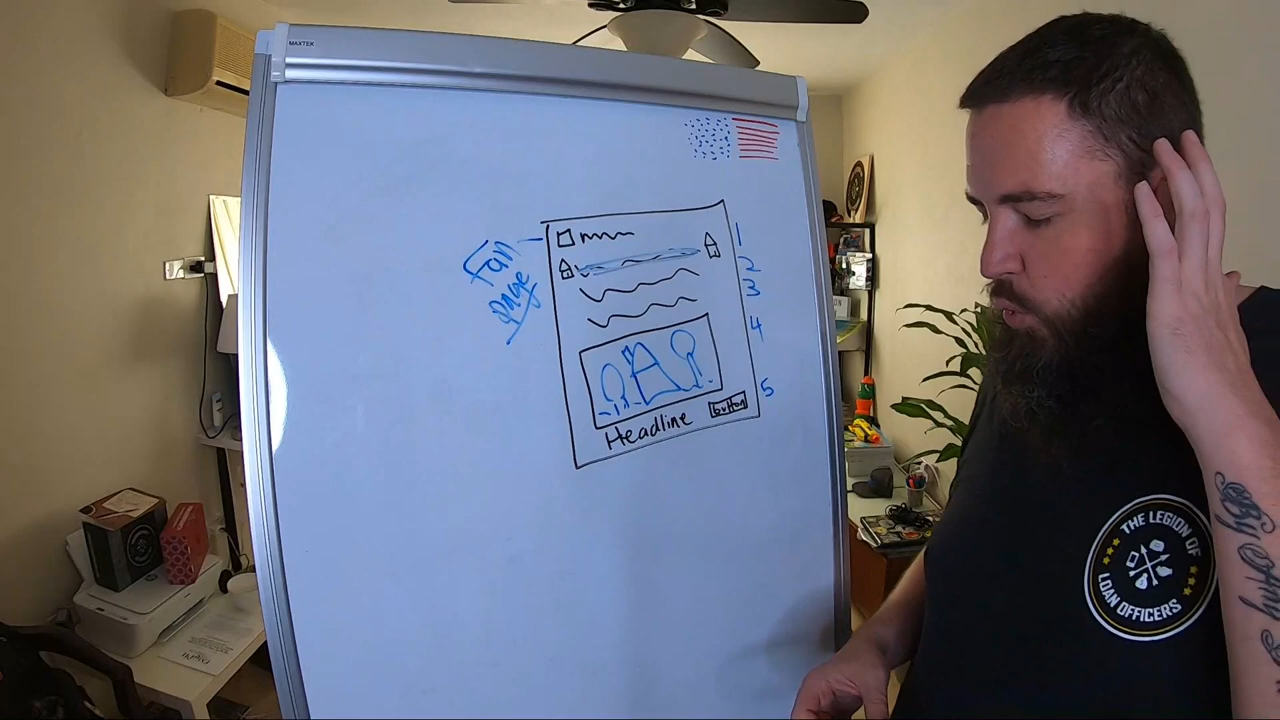 MAXTEK
Fan
page
1
2
3
4
5
Headline
button
THE LEGION OF
LOAN OFFICERS